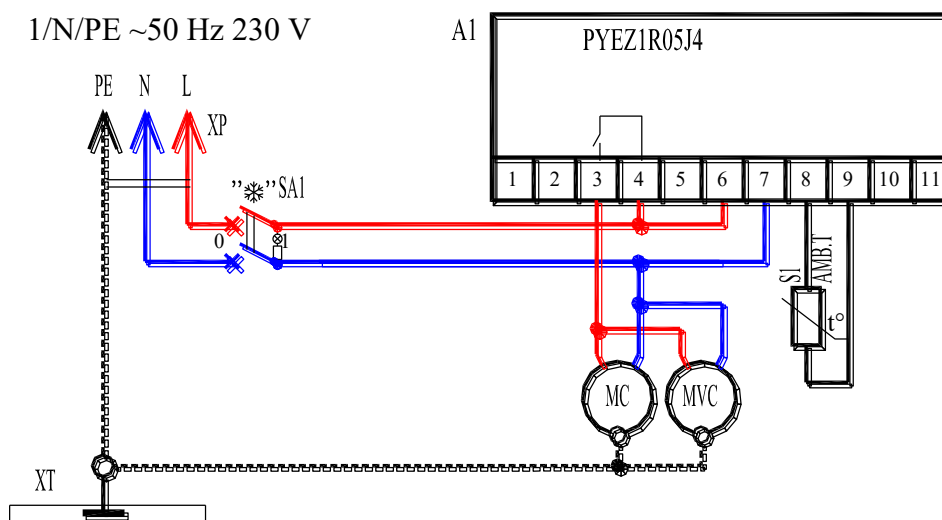 1/N/PE ~50 Hz 230 V
A1
PYEZ1R05J4
PE N L
XP
1 2 3 4 5 6 7 8 9 10 11
"❄" SA1
0 1
S1
AMB.T
t°
MC MVC
XT